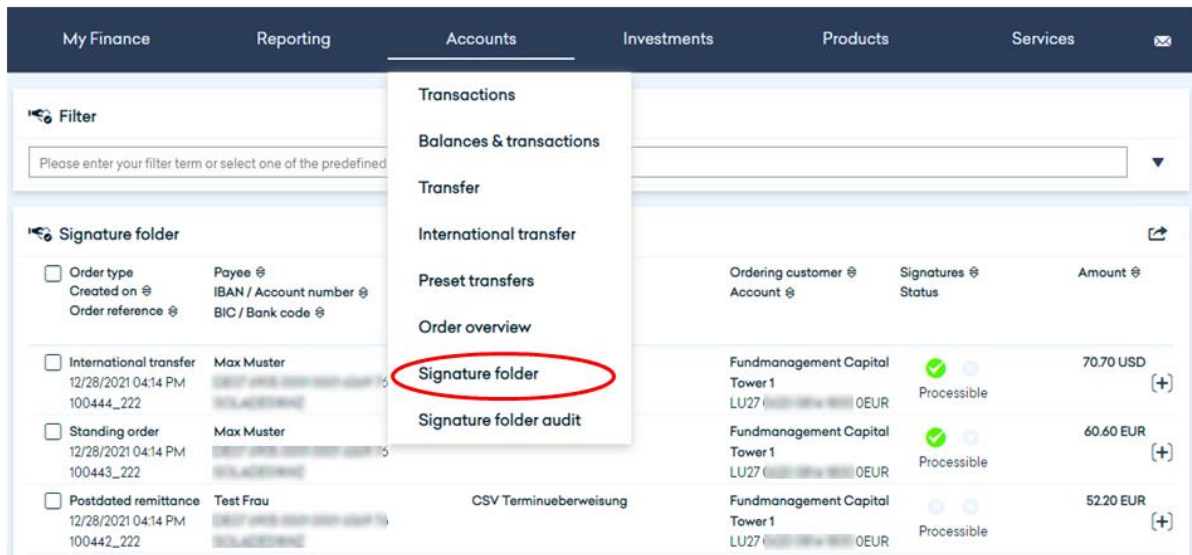 My Finance Reporting Accounts Investments Products Services
Transactions
Balances & transactions
Transfer
International transfer
Preset transfers
Order overview
Signature folder
Signature folder audit
Filter
Please enter your filter term or select one of the predefined
Signature folder
Order type Payee Ordering customer Signatures Amount
Created on IBAN / Account number Account Status
Order reference BIC / Bank code
International transfer Max Muster Fundmanagement Capital 70.70 USD
12/28/2021 04:14 PM Tower 1 [+]
100444_222 LU27 0EUR Processible
Standing order Max Muster Fundmanagement Capital 60.60 EUR
12/28/2021 04:14 PM Tower 1 [+]
100443_222 LU27 0EUR Processible
Postdated remittance Test Frau CSV Terminueberweisung Fundmanagement Capital 52.20 EUR
12/28/2021 04:14 PM Tower 1 [+]
100442_222 LU27 0EUR Processible